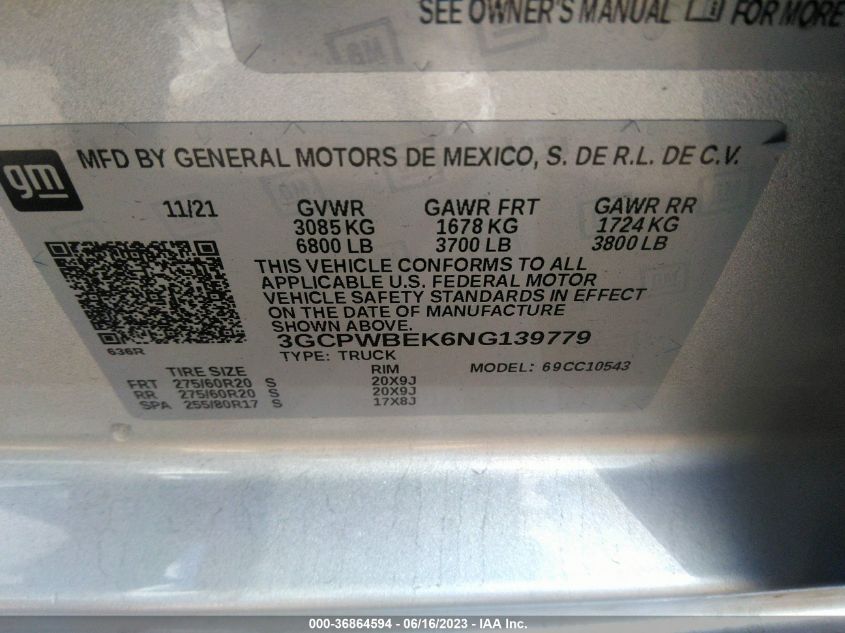 SEE OWNER'S MANUAL FOR MORE
gm
MFD BY GENERAL MOTORS DE MEXICO, S. DE R.L. DE C.V.
11/21 GVWR GAWR FRT GAWR RR
3085 KG 1678 KG 1724 KG
6800 LB 3700 LB 3800 LB
THIS VEHICLE CONFORMS TO ALL
APPLICABLE U.S. FEDERAL MOTOR
VEHICLE SAFETY STANDARDS IN EFFECT
ON THE DATE OF MANUFACTURE
SHOWN ABOVE.
636R
3GCPWBEK6NG139779
TYPE: TRUCK MODEL: 69CC10543
TIRE SIZE RIM
FRT 275/60R20 S 20X9J
RR 275/60R20 S 20X9J
SPA 255/80R17 S 17X8J
000-36864594 - 06/16/2023 - IAA Inc.